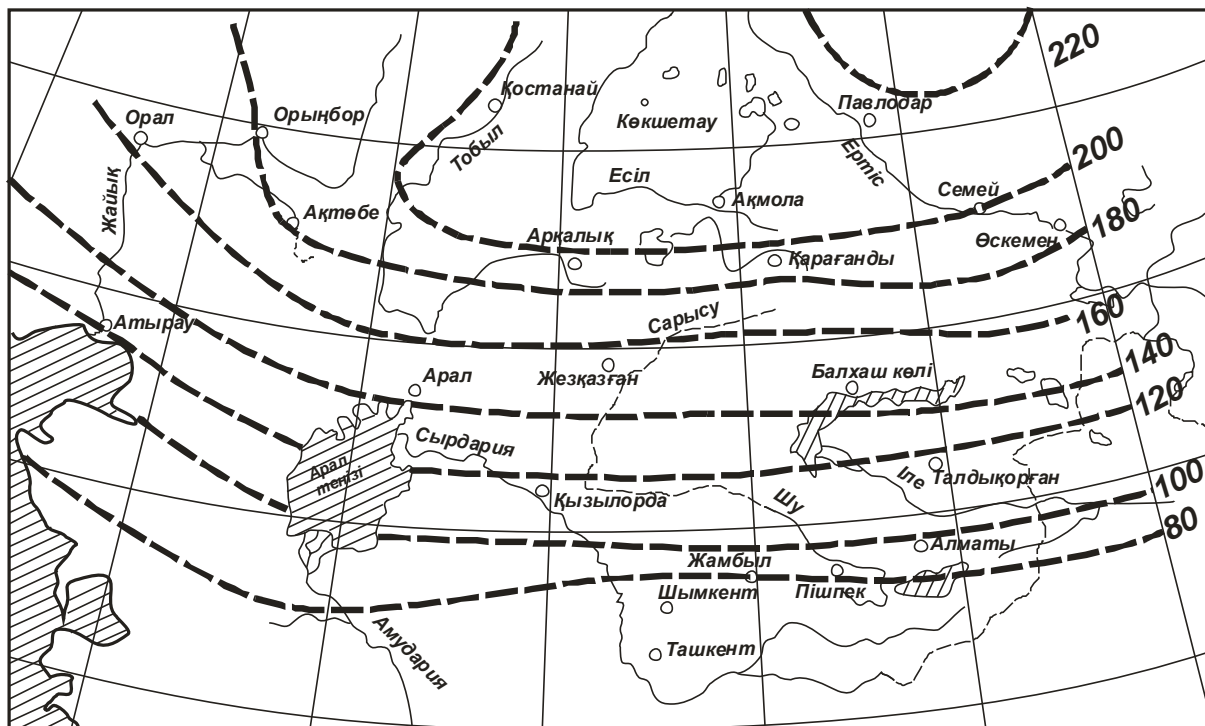 220
Қостанай
Павлодар
Орал
Орыңбор
Көкшетау
Тобыл
Ертіс
200
Есіл
Жайық
Ақмола
Семей
Ақтөбе
180
Арқалық
Өскемен
Қарағанды
Сарысу
160
Атырау
140
Арал
Жезқазған
Балхаш көлі
120
Сырдария
Арал
теңізі
Іле
Талдықорған
100
Қызылорда
Шу
80
Алматы
Жамбыл
Шымкент
Пішпек
Амудария
Ташкент